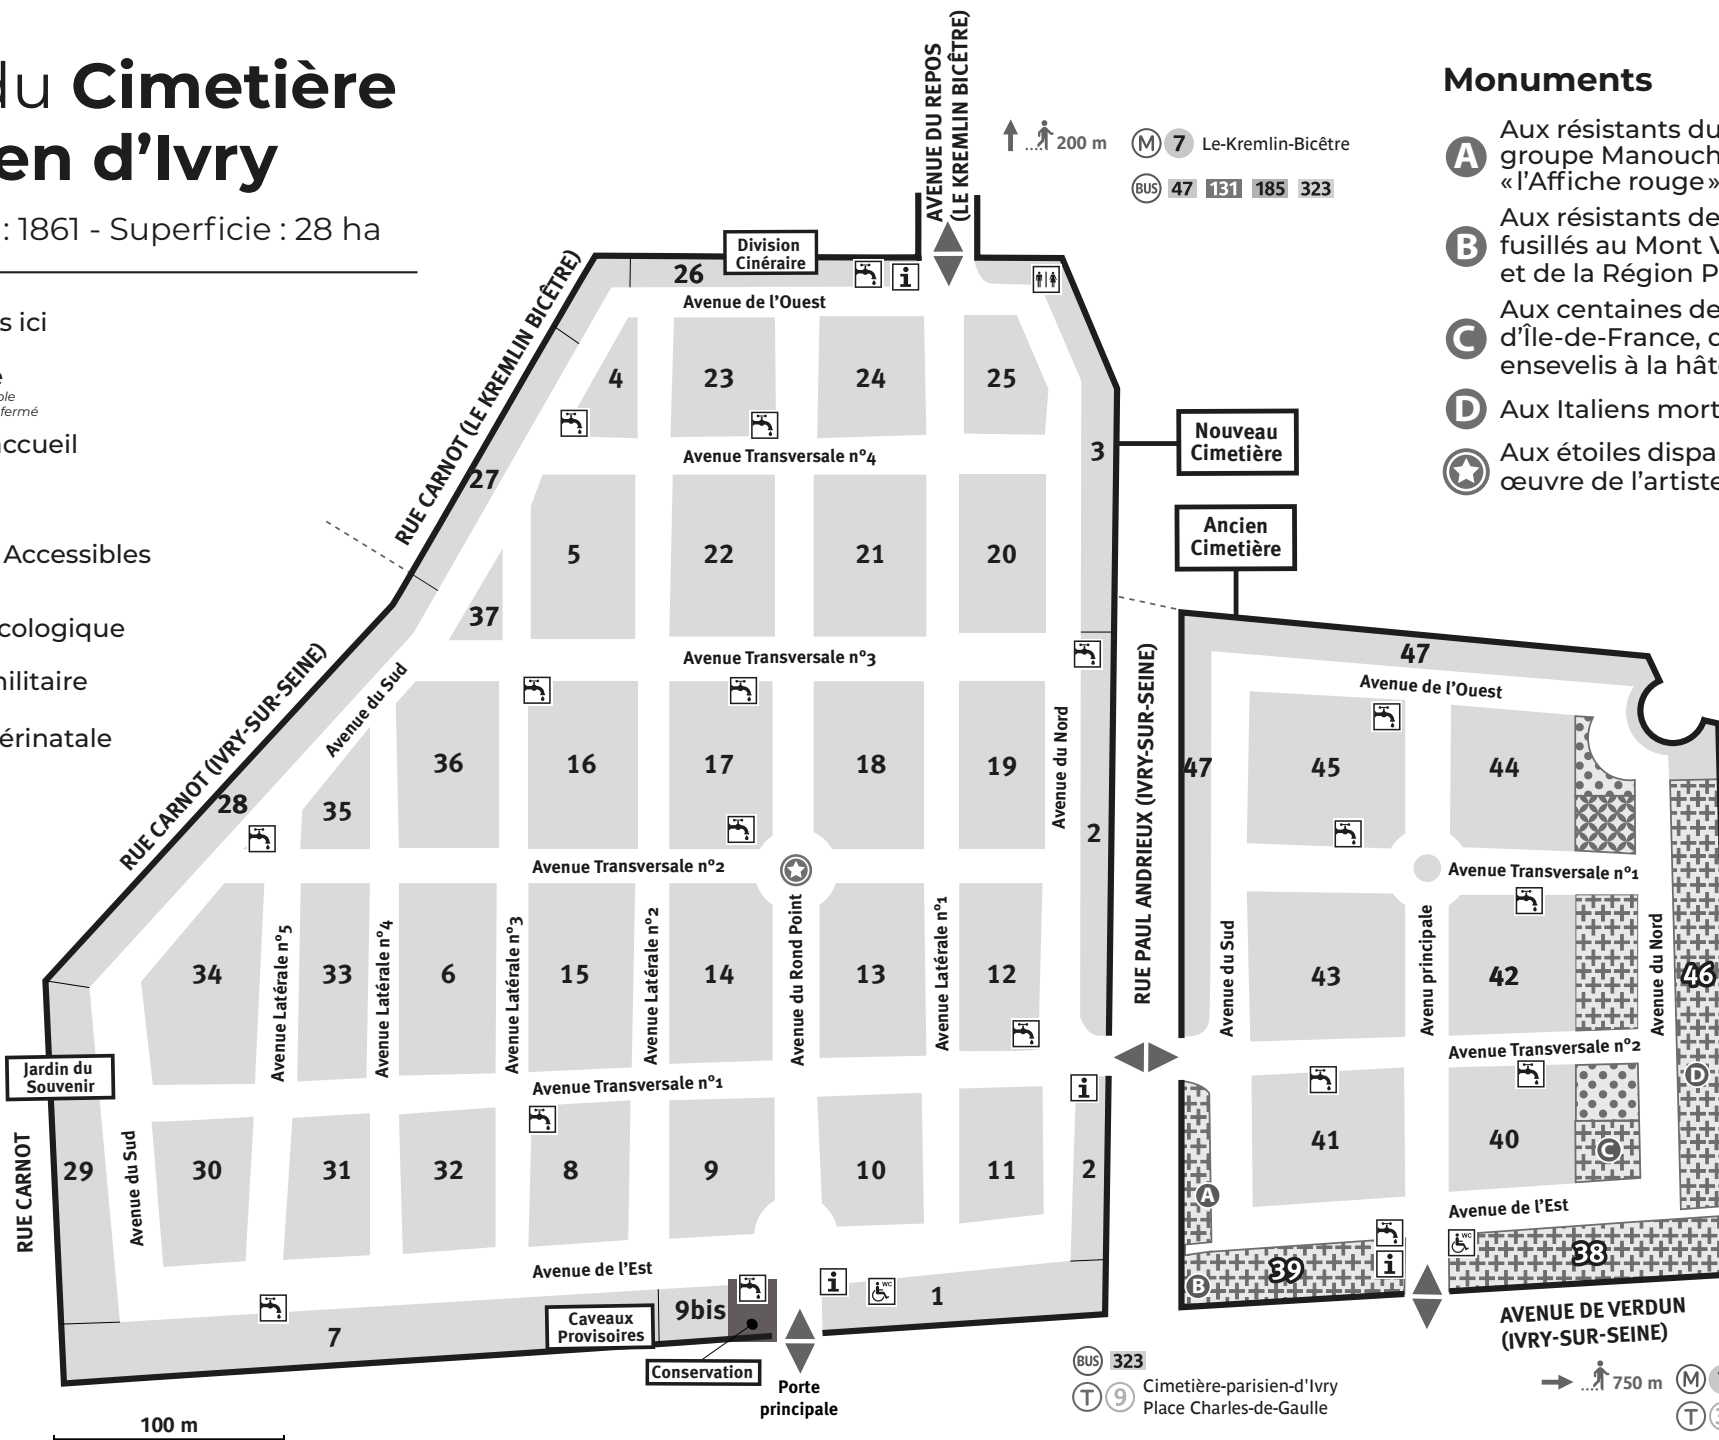 du Cimetière
en d’Ivry
: 1861 - Superficie : 28 ha
s ici
fermé
accueil
Accessibles
cologique
militaire
érinatale
AVENUE DU REPOS
(LE KREMLIN BICÊTRE)
200 m
M 7 Le-Kremlin-Bicêtre
BUS 47 131 185 323
Monuments
A
Aux résistants du
groupe Manouch
«l’Affiche rouge»
B
Aux résistants de
fusillés au Mont V
et de la Région P
C
Aux centaines de
d’Île-de-France,
ensevelis à la hât
D
Aux Italiens mort
Aux étoiles dispa
œuvre de l’artiste
Division
Cinéraire
26
i
Avenue de l’Ouest
RUE CARNOT (LE KREMLIN BICÊTRE)
4
23
24
25
3
Nouveau
Cimetière
Avenue Transversale n°4
27
Ancien
Cimetière
5
22
21
20
37
RUE CARNOT (IVRY-SUR-SEINE)
Avenue du Sud
Avenue Transversale n°3
RUE PAUL ANDRIEUX (IVRY-SUR-SEINE)
47
Avenue de l’Ouest
36
16
17
18
19
Avenue du Nord
47
45
44
28
35
2
Avenue Transversale n°2
Avenue Transversale n°1
34
Avenue Latérale n°5
33
Avenue Latérale n°4
6
Avenue Latérale n°3
15
Avenue Latérale n°2
14
Avenue du Rond Point
13
Avenue Latérale n°1
12
Avenue du Sud
43
Avenu principale
42
Avenue du Nord
46
Jardin du
Souvenir
Avenue Transversale n°1
i
Avenue Transversale n°2
D
RUE CARNOT
29
Avenue du Sud
30
31
32
8
9
10
11
2
A
41
40
C
Avenue de l’Est
Avenue de l’Est
WC
i
B
39
i
WC
38
7
Caveaux
Provisoires
9bis
1
Conservation
Porte
principale
AVENUE DE VERDUN
(IVRY-SUR-SEINE)
BUS 323
T 9 Cimetière-parisien-d'Ivry
Place Charles-de-Gaulle
750 m
M
T
100 m